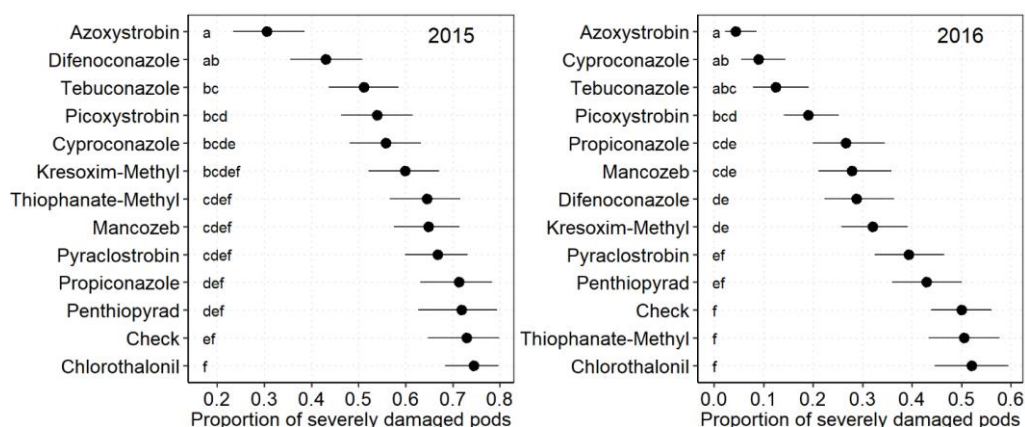 2015
Azoxystrobin a
Difenoconazole ab
Tebuconazole bc
Picoxystrobin bcd
Cyproconazole bcde
Kresoxim-Methyl bcdef
Thiophanate-Methyl cdef
Mancozeb cdef
Pyraclostrobin cdef
Propiconazole def
Penthiopyrad def
Check ef
Chlorothalonil f
0.2 0.3 0.4 0.5 0.6 0.7 0.8
Proportion of severely damaged pods
2016
Azoxystrobin a
Cyproconazole ab
Tebuconazole abc
Picoxystrobin bcd
Propiconazole cde
Mancozeb cde
Difenoconazole de
Kresoxim-Methyl de
Pyraclostrobin ef
Penthiopyrad ef
Check f
Thiophanate-Methyl f
Chlorothalonil f
0.0 0.1 0.2 0.3 0.4 0.5 0.6
Proportion of severely damaged pods